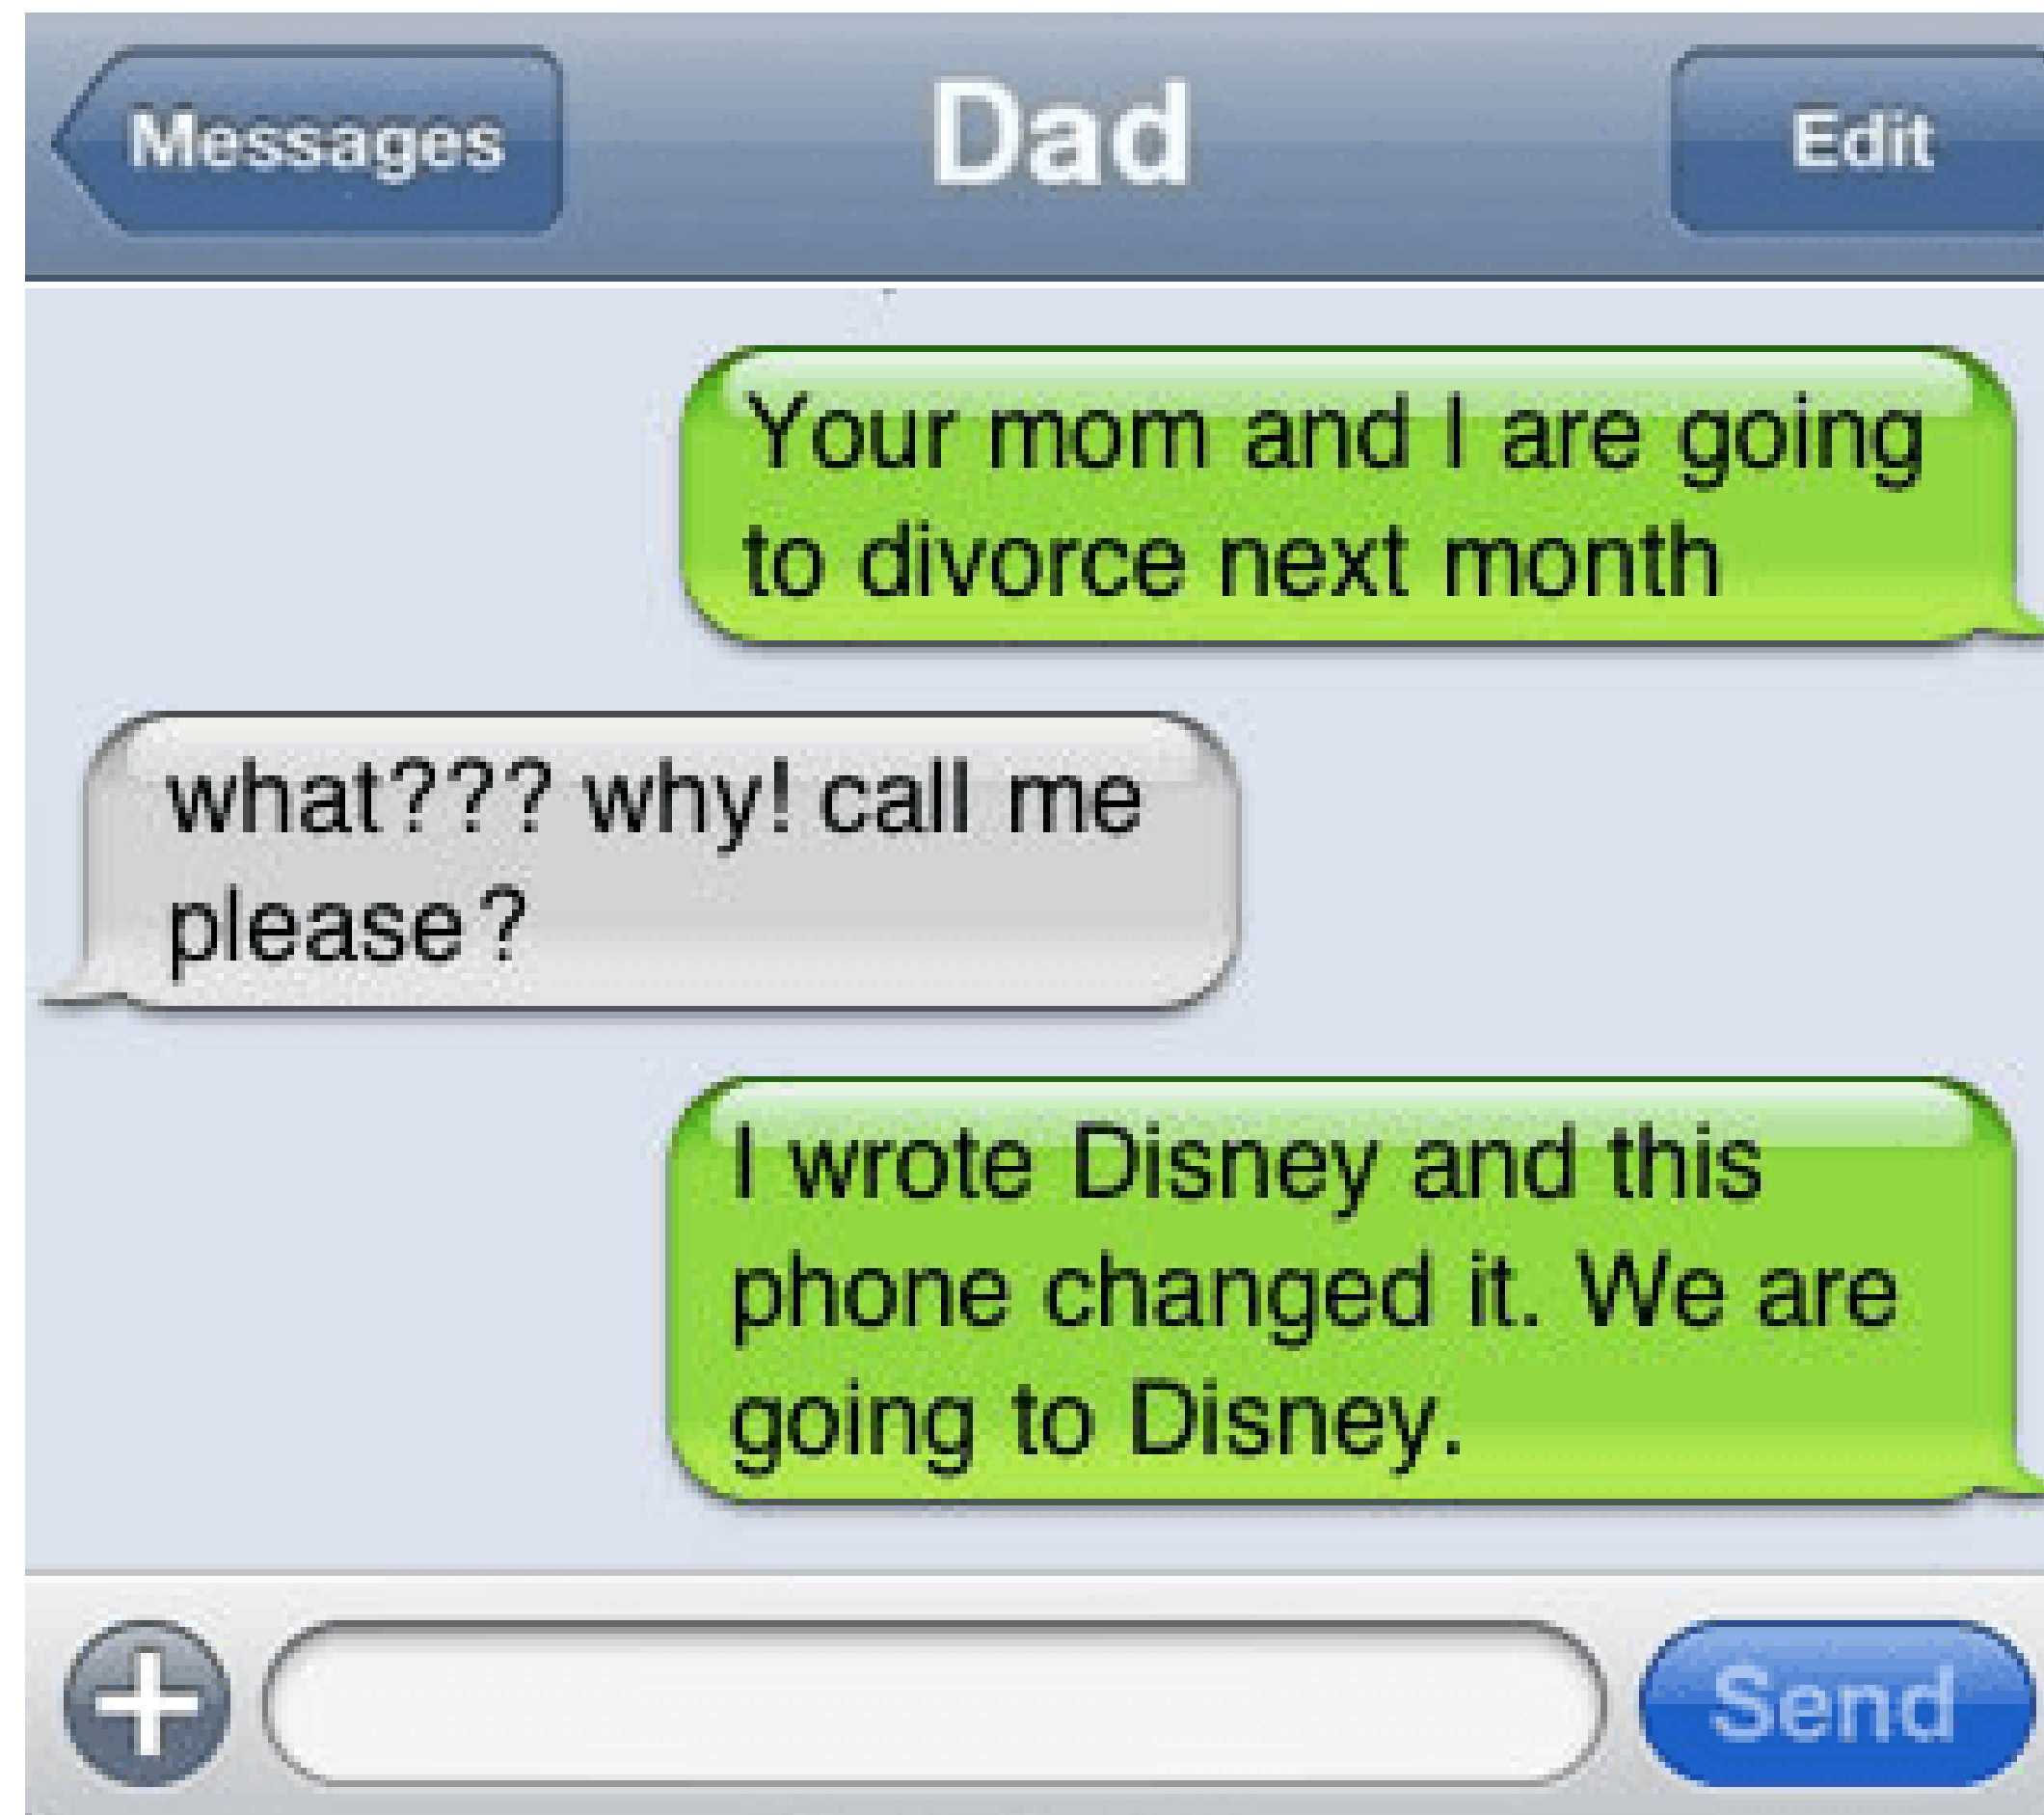 Messages Dad Edit
Your mom and I are going
to divorce next month
what??? why! call me
please?
I wrote Disney and this
phone changed it. We are
going to Disney.
Send